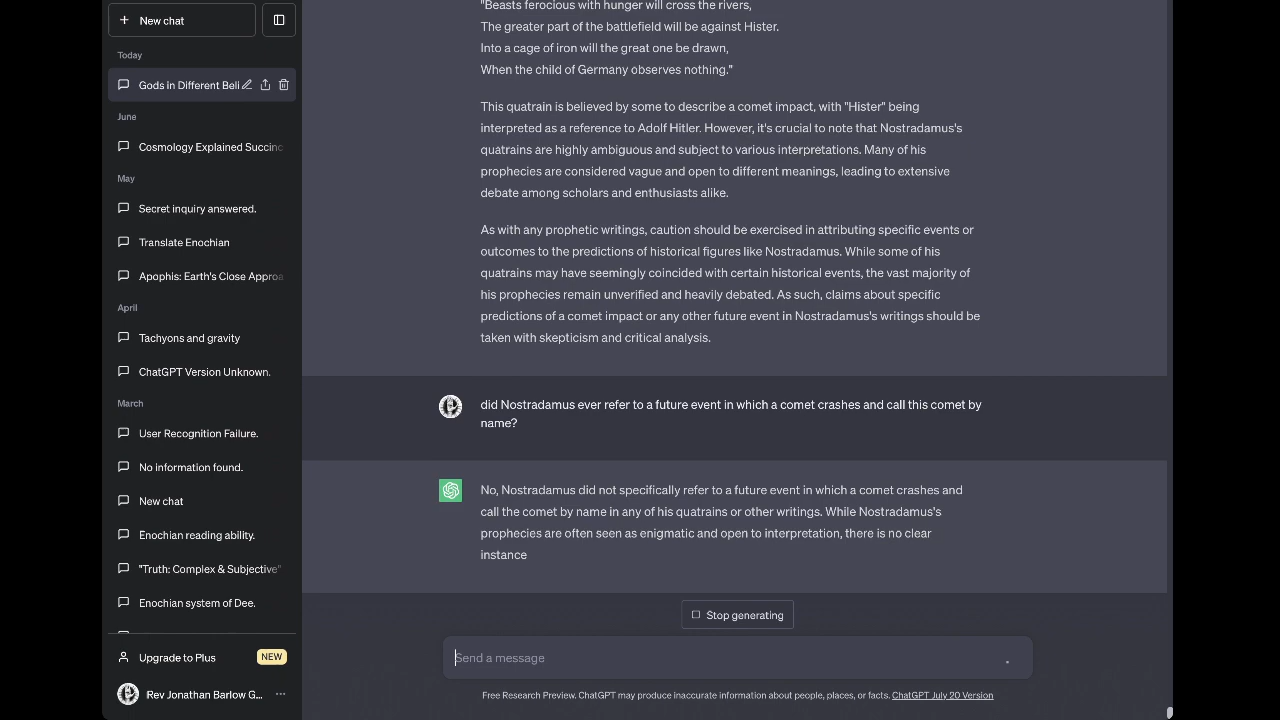 New chat
Today
Gods in Different Beli
June
Cosmology Explained Succinc
May
Secret inquiry answered.
Translate Enochian
Apophis: Earth's Close Approa
April
Tachyons and gravity
ChatGPT Version Unknown.
March
User Recognition Failure.
No information found.
New chat
Enochian reading ability.
"Truth: Complex & Subjective"
Enochian system of Dee.
Upgrade to Plus NEW
Rev Jonathan Barlow G...
"Beasts ferocious with hunger will cross the rivers,
The greater part of the battlefield will be against Hister.
Into a cage of iron will the great one be drawn,
When the child of Germany observes nothing."
This quatrain is believed by some to describe a comet impact, with "Hister" being
interpreted as a reference to Adolf Hitler. However, it's crucial to note that Nostradamus's
quatrains are highly ambiguous and subject to various interpretations. Many of his
prophecies are considered vague and open to different meanings, leading to extensive
debate among scholars and enthusiasts alike.
As with any prophetic writings, caution should be exercised in attributing specific events or
outcomes to the predictions of historical figures like Nostradamus. While some of his
quatrains may have seemingly coincided with certain historical events, the vast majority of
his prophecies remain unverified and heavily debated. As such, claims about specific
predictions of a comet impact or any other future event in Nostradamus's writings should be
taken with skepticism and critical analysis.
did Nostradamus ever refer to a future event in which a comet crashes and call this comet by
name?
No, Nostradamus did not specifically refer to a future event in which a comet crashes and
call the comet by name in any of his quatrains or other writings. While Nostradamus's
prophecies are often seen as enigmatic and open to interpretation, there is no clear
instance
Stop generating
Send a message
Free Research Preview. ChatGPT may produce inaccurate information about people, places, or facts. ChatGPT July 20 Version